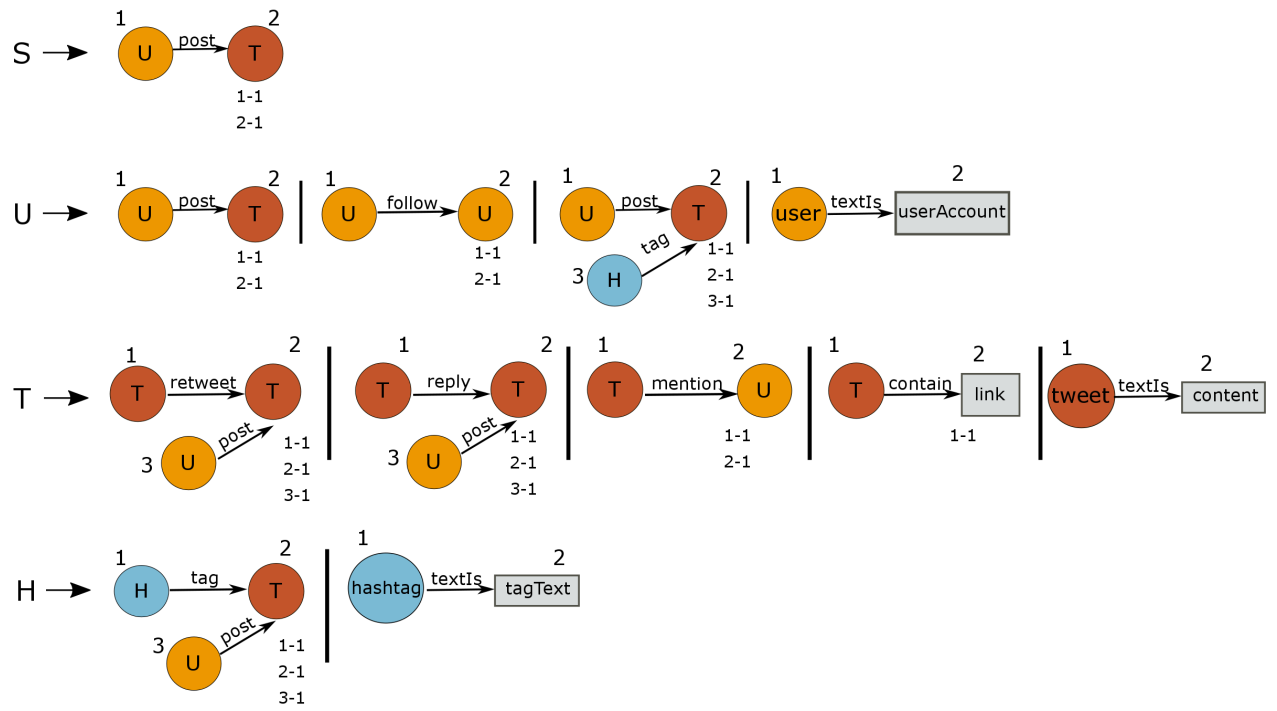 1 2
S U post T
1-1
2-1
1 2 1 2 1 2 1 2
U U post T U follow U U post T user textIs userAccount
1-1 1-1 tag 1-1
2-1 2-1 3 H 2-1
3-1
1 2 1 2 1 2 1 2 1 2
T T retweet T T reply T T mention U T contain link tweet textIs content
post 1-1 post 1-1 1-1 1-1
3 U 2-1 3 U 2-1 2-1
3-1 3-1
1 2 1 2
H H tag T hashtag textIs tagText
3 U post 1-1
2-1
3-1